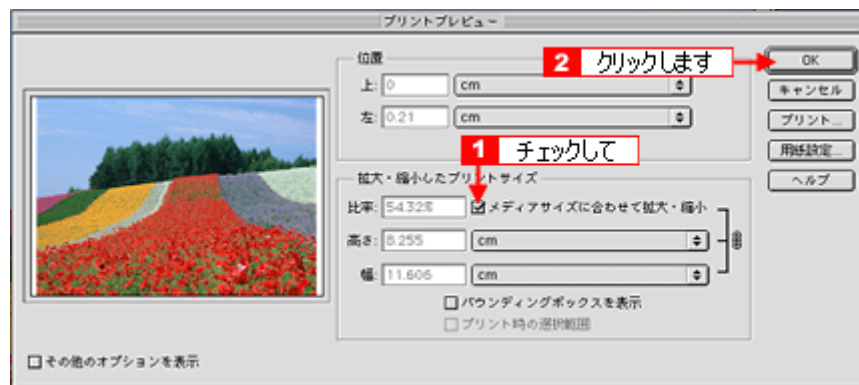 プリントプレビュー
位置
上: 0 cm
左: 0.21 cm
2 クリックします
OK
キャンセル
プリント...
用紙設定...
ヘルプ
1 チェックして
拡大・縮小したプリントサイズ
比率: 54.32% メディアサイズに合わせて拡大・縮小
高さ: 8.255 cm
幅: 11.606 cm
バウンディングボックスを表示
プリント時の選択範囲
その他のオプションを表示